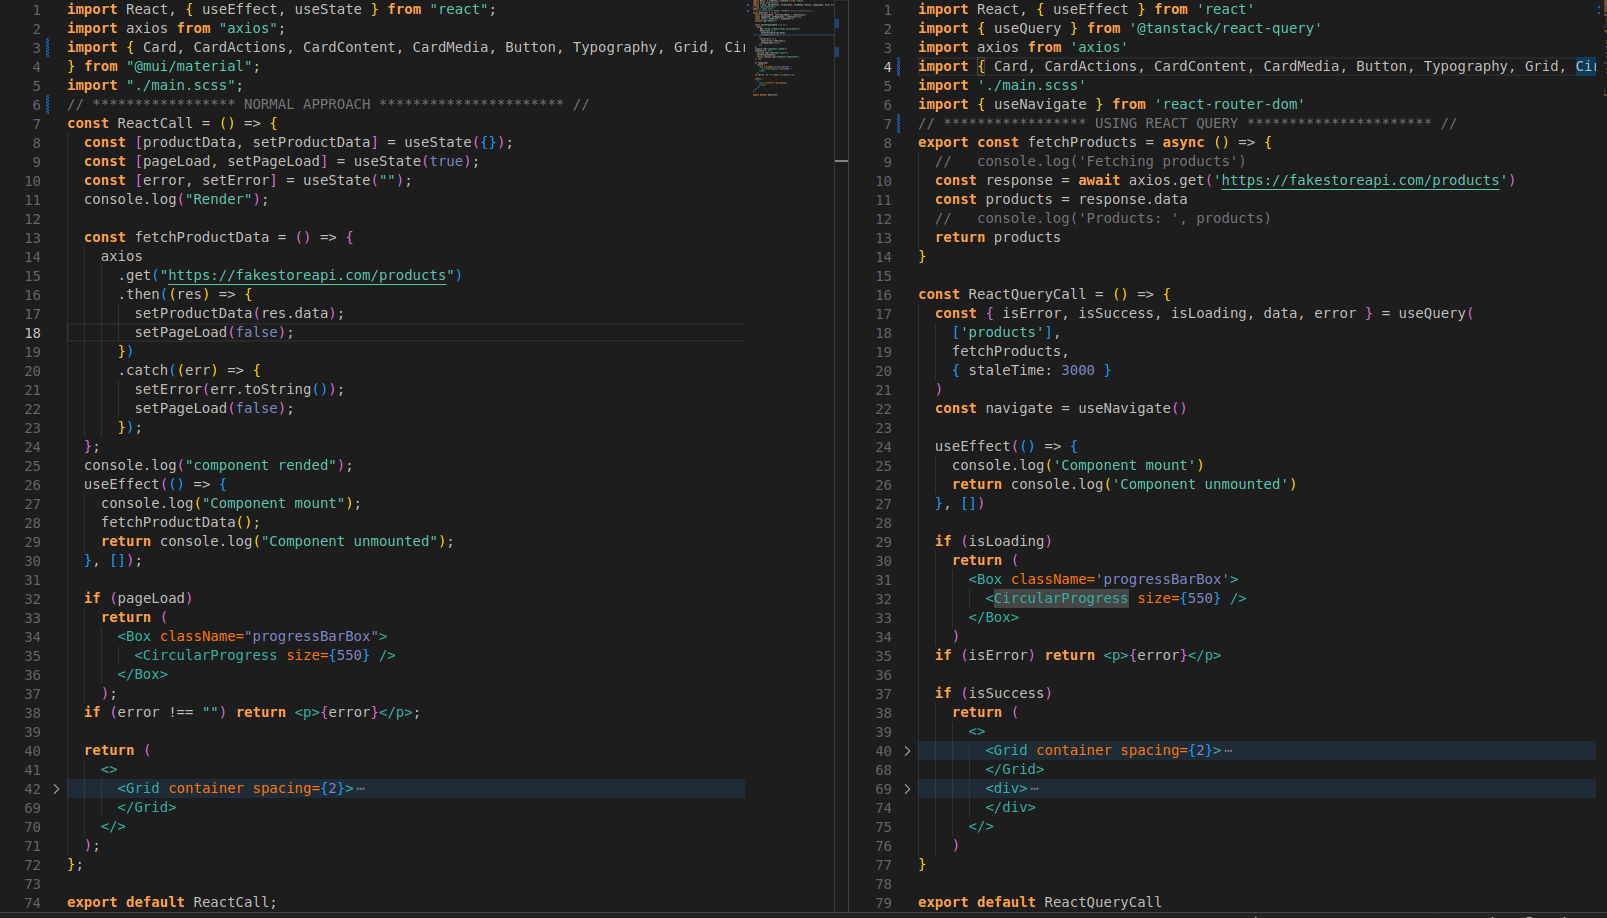 1 import React, { useEffect, useState } from "react";
2 import axios from "axios";
3 import { Card, CardActions, CardContent, CardMedia, Button, Typography, Grid, Cir
4 } from "@mui/material";
5 import "./main.scss";
6 // ***************** NORMAL APPROACH ********************** //
7 const ReactCall = () => {
8 const [productData, setProductData] = useState({});
9 const [pageLoad, setPageLoad] = useState(true);
10 const [error, setError] = useState("");
11 console.log("Render");
12
13 const fetchProductData = () => {
14 axios
15 .get("https://fakestoreapi.com/products")
16 .then((res) => {
17 setProductData(res.data);
18 setPageLoad(false);
19 })
20 .catch((err) => {
21 setError(err.toString());
22 setPageLoad(false);
23 });
24 };
25 console.log("component rended");
26 useEffect(() => {
27 console.log("Component mount");
28 fetchProductData();
29 return console.log("Component unmounted");
30 }, []);
31
32 if (pageLoad)
33 return (
34 <Box className="progressBarBox">
35 <CircularProgress size={550} />
36 </Box>
37 );
38 if (error !== "") return <p>{error}</p>;
39
40 return (
41 <>
42 <Grid container spacing={2}>⋯
69 </Grid>
70 </>
71 );
72 };
73
74 export default ReactCall;
1 import React, { useEffect } from 'react'
2 import { useQuery } from '@tanstack/react-query'
3 import axios from 'axios'
4 import { Card, CardActions, CardContent, CardMedia, Button, Typography, Grid, Ci
5 import './main.scss'
6 import { useNavigate } from 'react-router-dom'
7 // ***************** USING REACT QUERY ********************** //
8 export const fetchProducts = async () => {
9 // console.log('Fetching products')
10 const response = await axios.get('https://fakestoreapi.com/products')
11 const products = response.data
12 // console.log('Products: ', products)
13 return products
14 }
15
16 const ReactQueryCall = () => {
17 const { isError, isSuccess, isLoading, data, error } = useQuery(
18 ['products'],
19 fetchProducts,
20 { staleTime: 3000 }
21 )
22 const navigate = useNavigate()
23
24 useEffect(() => {
25 console.log('Component mount')
26 return console.log('Component unmounted')
27 }, [])
28
29 if (isLoading)
30 return (
31 <Box className='progressBarBox'>
32 <CircularProgress size={550} />
33 </Box>
34 )
35 if (isError) return <p>{error}</p>
36
37 if (isSuccess)
38 return (
39 <>
40 <Grid container spacing={2}>⋯
68 </Grid>
69 <div>⋯
74 </div>
75 </>
76 )
77 }
78
79 export default ReactQueryCall